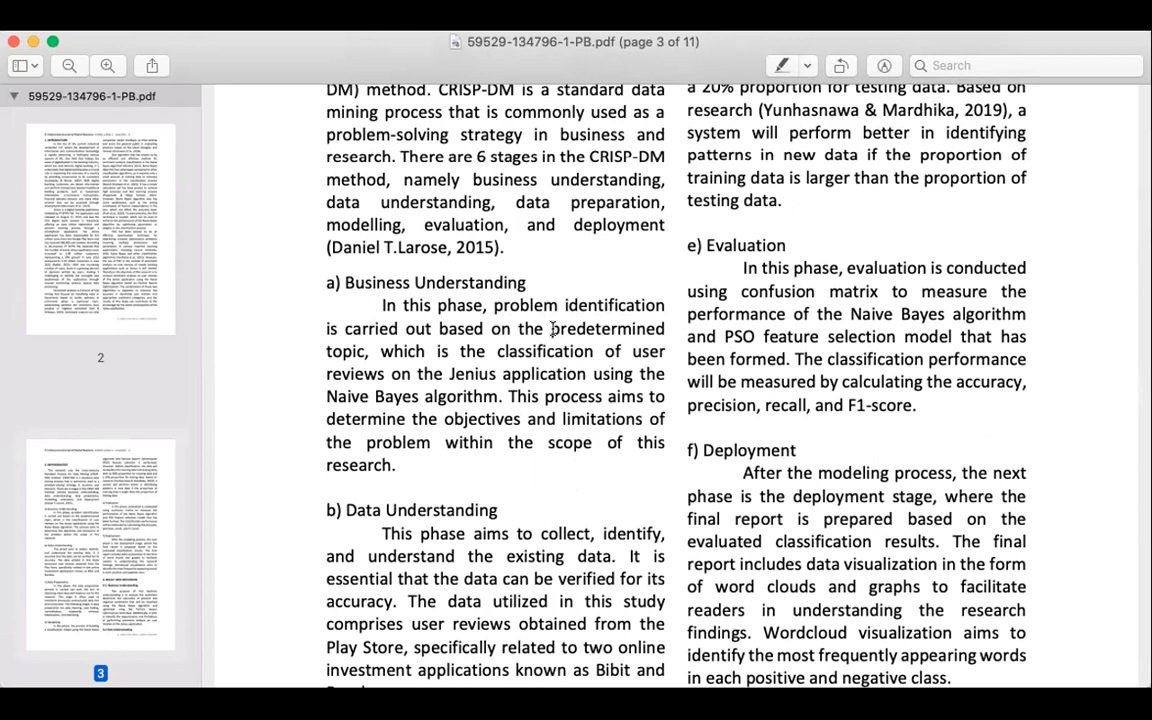 59529-134796-1-PB.pdf (page 3 of 11)
Search
59529-134796-1-PB.pdf
2
3
DM) method. CRISP-DM is a standard data
mining process that is commonly used as a
problem-solving strategy in business and
research. There are 6 stages in the CRISP-DM
method, namely business understanding,
data understanding, data preparation,
modelling, evaluation, and deployment
(Daniel T.Larose, 2015).
a) Business Understanding
In this phase, problem identification
is carried out based on the predetermined
topic, which is the classification of user
reviews on the Jenius application using the
Naive Bayes algorithm. This process aims to
determine the objectives and limitations of
the problem within the scope of this
research.
b) Data Understanding
This phase aims to collect, identify,
and understand the existing data. It is
essential that the data can be verified for its
accuracy. The data utilized in this study
comprises user reviews obtained from the
Play Store, specifically related to two online
investment applications known as Bibit and
a 20% proportion for testing data. Based on
research (Yunhasnawa & Mardhika, 2019), a
system will perform better in identifying
patterns in new data if the proportion of
training data is larger than the proportion of
testing data.
e) Evaluation
In this phase, evaluation is conducted
using confusion matrix to measure the
performance of the Naive Bayes algorithm
and PSO feature selection model that has
been formed. The classification performance
will be measured by calculating the accuracy,
precision, recall, and F1-score.
f) Deployment
After the modeling process, the next
phase is the deployment stage, where the
final report is prepared based on the
evaluated classification results. The final
report includes data visualization in the form
of word clouds and graphs to facilitate
readers in understanding the research
findings. Wordcloud visualization aims to
identify the most frequently appearing words
in each positive and negative class.